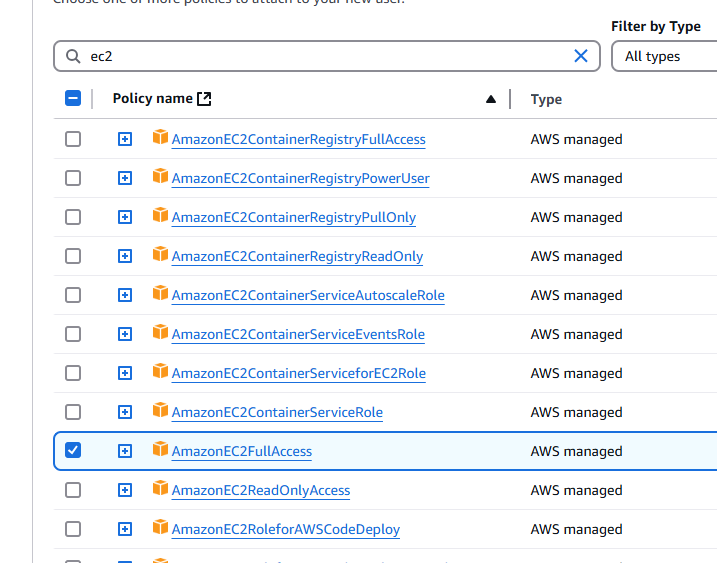 Choose one or more policies to attach to your new user.
Filter by Type
ec2
All types
Policy name
Type
AmazonEC2ContainerRegistryFullAccess AWS managed
AmazonEC2ContainerRegistryPowerUser AWS managed
AmazonEC2ContainerRegistryPullOnly AWS managed
AmazonEC2ContainerRegistryReadOnly AWS managed
AmazonEC2ContainerServiceAutoscaleRole AWS managed
AmazonEC2ContainerServiceEventsRole AWS managed
AmazonEC2ContainerServiceforEC2Role AWS managed
AmazonEC2ContainerServiceRole AWS managed
AmazonEC2FullAccess AWS managed
AmazonEC2ReadOnlyAccess AWS managed
AmazonEC2RoleforAWSCodeDeploy AWS managed